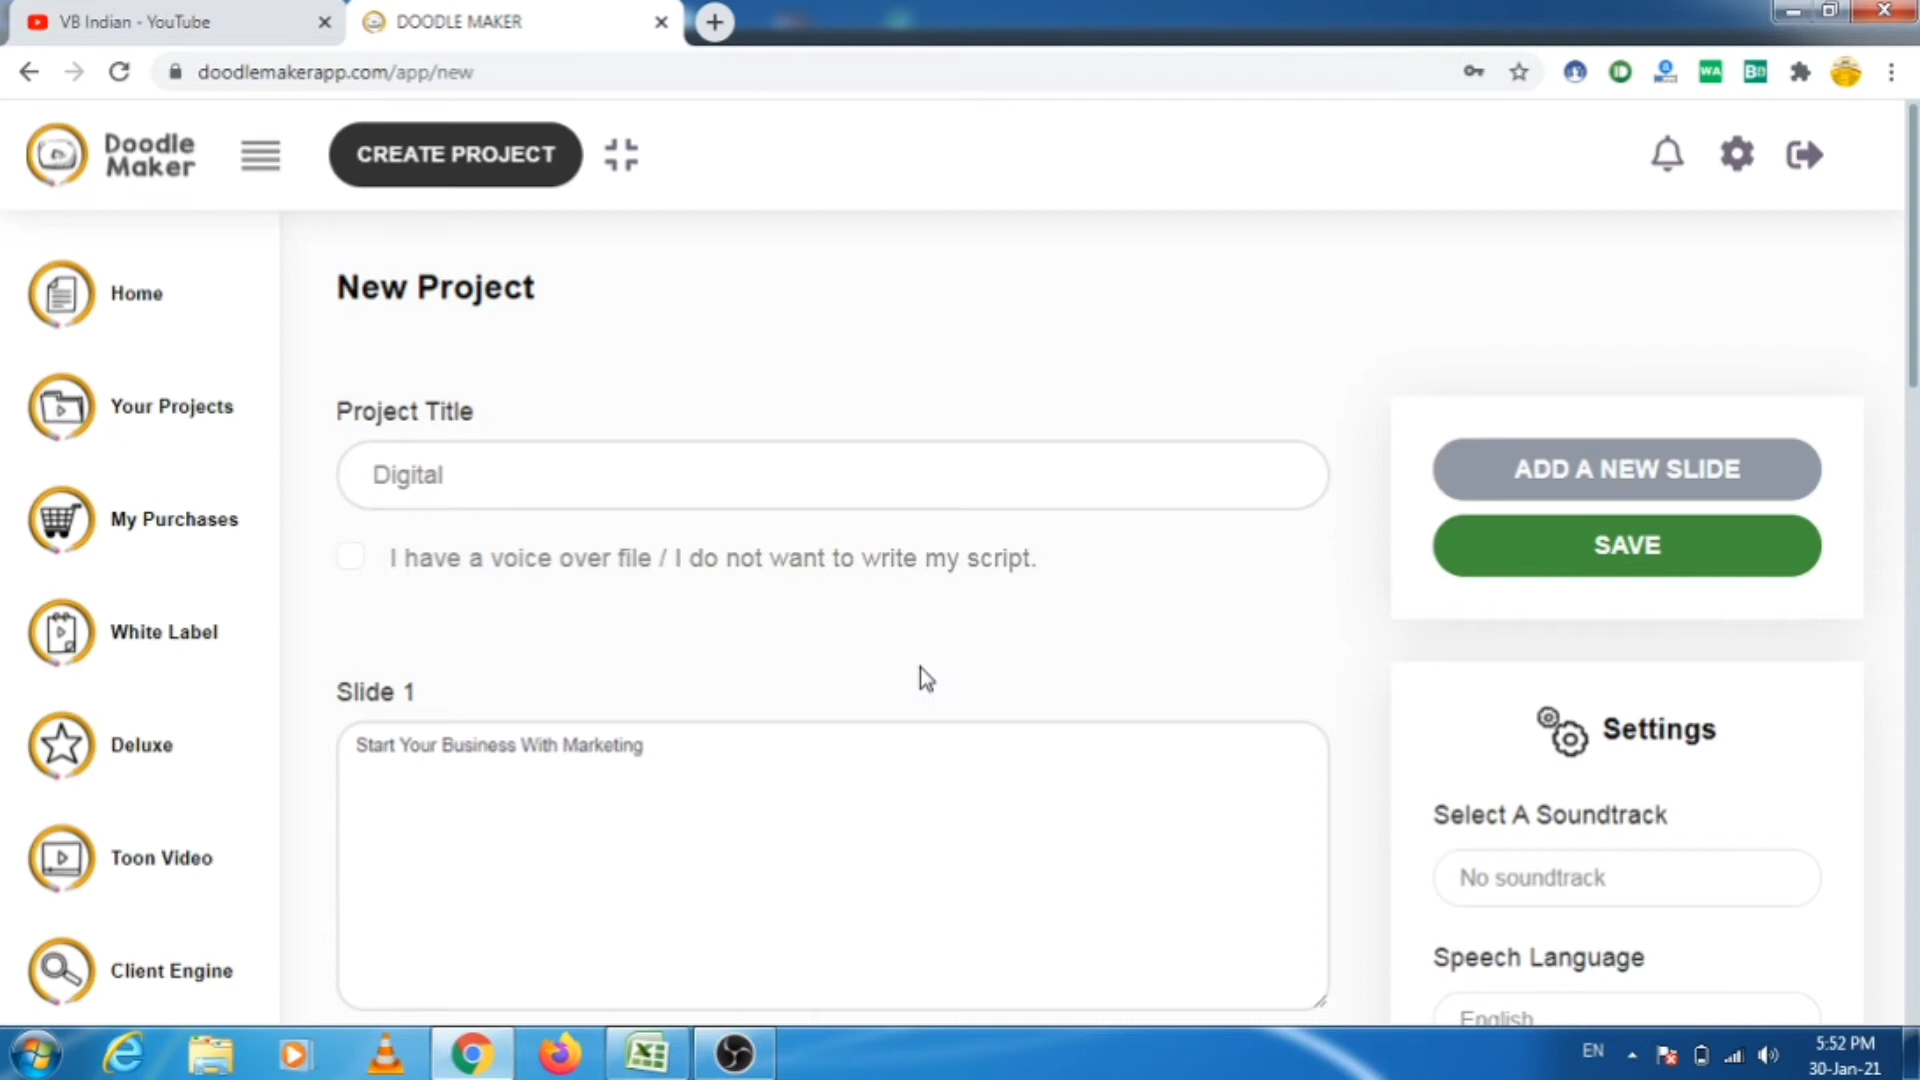 VB Indian - YouTube
DOODLE MAKER
doodlemakerapp.com/app/new
WA
Doodle
Maker
CREATE PROJECT
Home
Your Projects
My Purchases
White Label
Deluxe
Toon Video
Client Engine
New Project
Project Title
Digital
I have a voice over file / I do not want to write my script.
Slide 1
Start Your Business With Marketing
ADD A NEW SLIDE
SAVE
Settings
Select A Soundtrack
No soundtrack
Speech Language
English
EN
5:52 PM
30-Jan-21